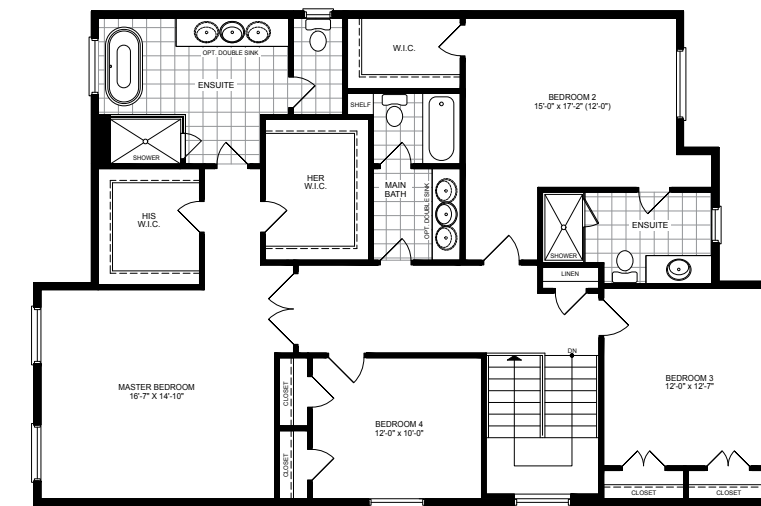 OPT. DOUBLE SINK
ENSUITE
W.I.C.
BEDROOM 2
15'-0" x 17'-2" (12'-0")
SHELF
SHOWER
HER
W.I.C.
MAIN
BATH
OPT. DOUBLE SINK
HIS
W.I.C.
ENSUITE
SHOWER
LINEN
DN
MASTER BEDROOM
16'-7" X 14'-10"
CLOSET
BEDROOM 3
12'-0" x 12'-7"
BEDROOM 4
12'-0" x 10'-0"
CLOSET
CLOSET
CLOSET